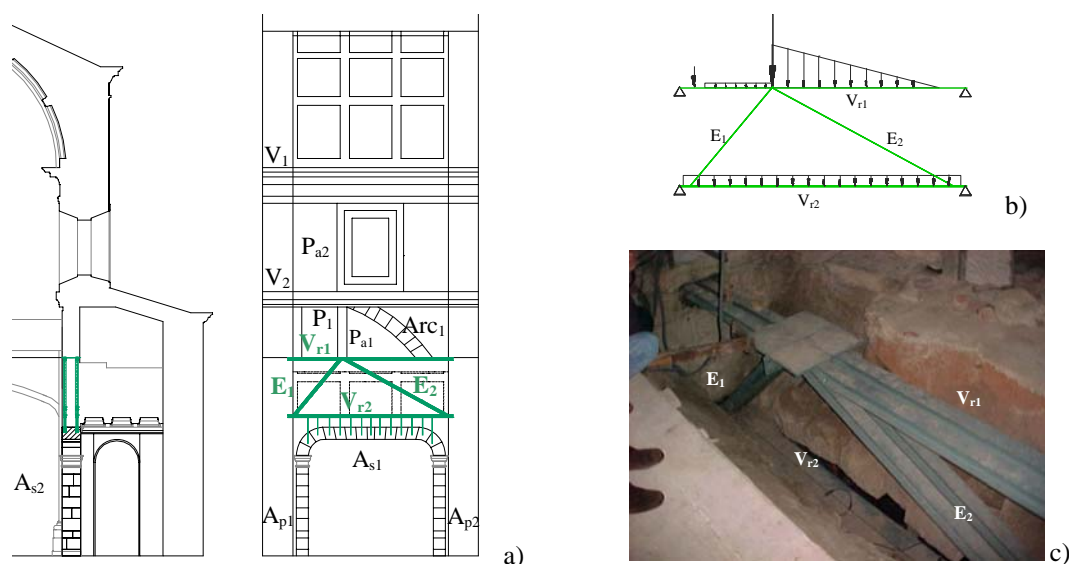 V1
Pa2
V2
P1
Pa1
Arc1
Vr1
E1
E2
Vr2
As1
As2
Ap1
Ap2
a)
Vr1
E1
E2
Vr2
b)
E1
Vr1
Vr2
E2
c)